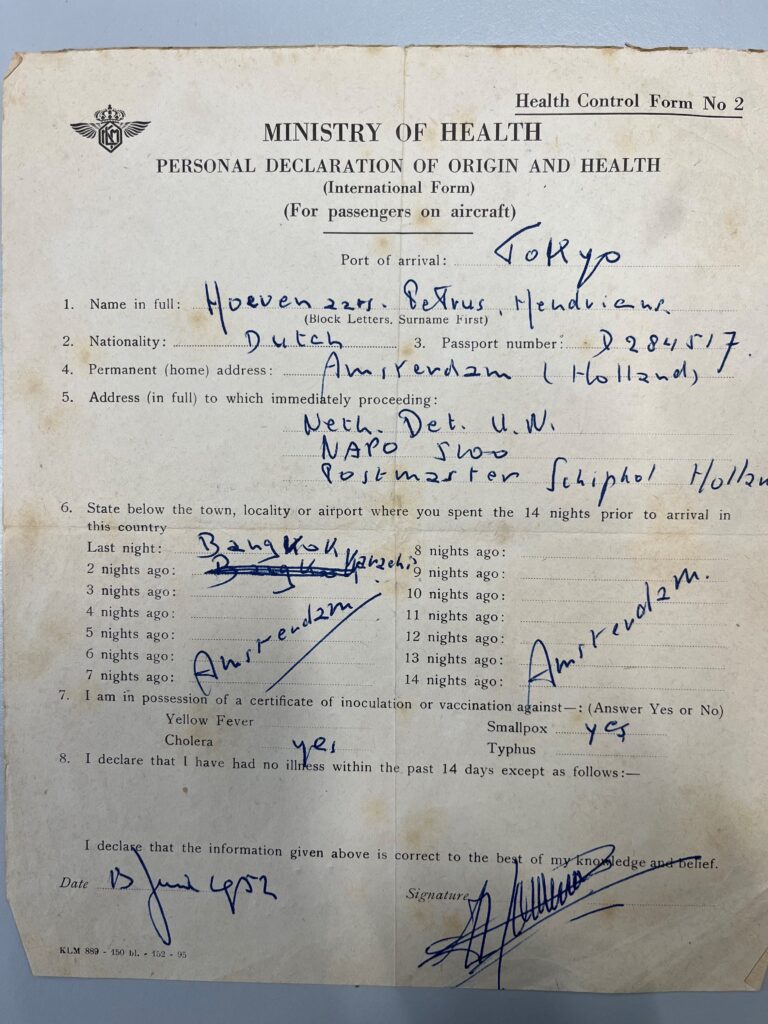 Health Control Form No 2
KLM
MINISTRY OF HEALTH
PERSONAL DECLARATION OF ORIGIN AND HEALTH
(International Form)
(For passengers on aircraft)
Port of arrival: Tokyo
1. Name in full: Hoevenaars. Petrus, Hendricus.
(Block Letters. Surname First)
2. Nationality: Dutch 3. Passport number: D 284517.
4. Permanent (home) address: Amsterdam (Holland)
5. Address (in full) to which immediately proceeding:
Neth. Det. U.N.
NAPO 5100
Postmaster Schiphol Hollan
6. State below the town, locality or airport where you spent the 14 nights prior to arrival in
this country
Last night: Bangkok 8 nights ago:
2 nights ago: Bangkok Karachi 9 nights ago:
3 nights ago: 10 nights ago:
4 nights ago: 11 nights ago:
5 nights ago: Amsterdam 12 nights ago: Amsterdam.
6 nights ago: 13 nights ago:
7 nights ago: 14 nights ago:
7. I am in possession of a certificate of inoculation or vaccination against—: (Answer Yes or No)
Yellow Fever Smallpox yes
Cholera yes Typhus
8. I declare that I have had no illness within the past 14 days except as follows:—
I declare that the information given above is correct to the best of my knowledge and belief.
Date 13 Juni 1952 Signature
KLM 889 - 150 bl. - 152 - 95